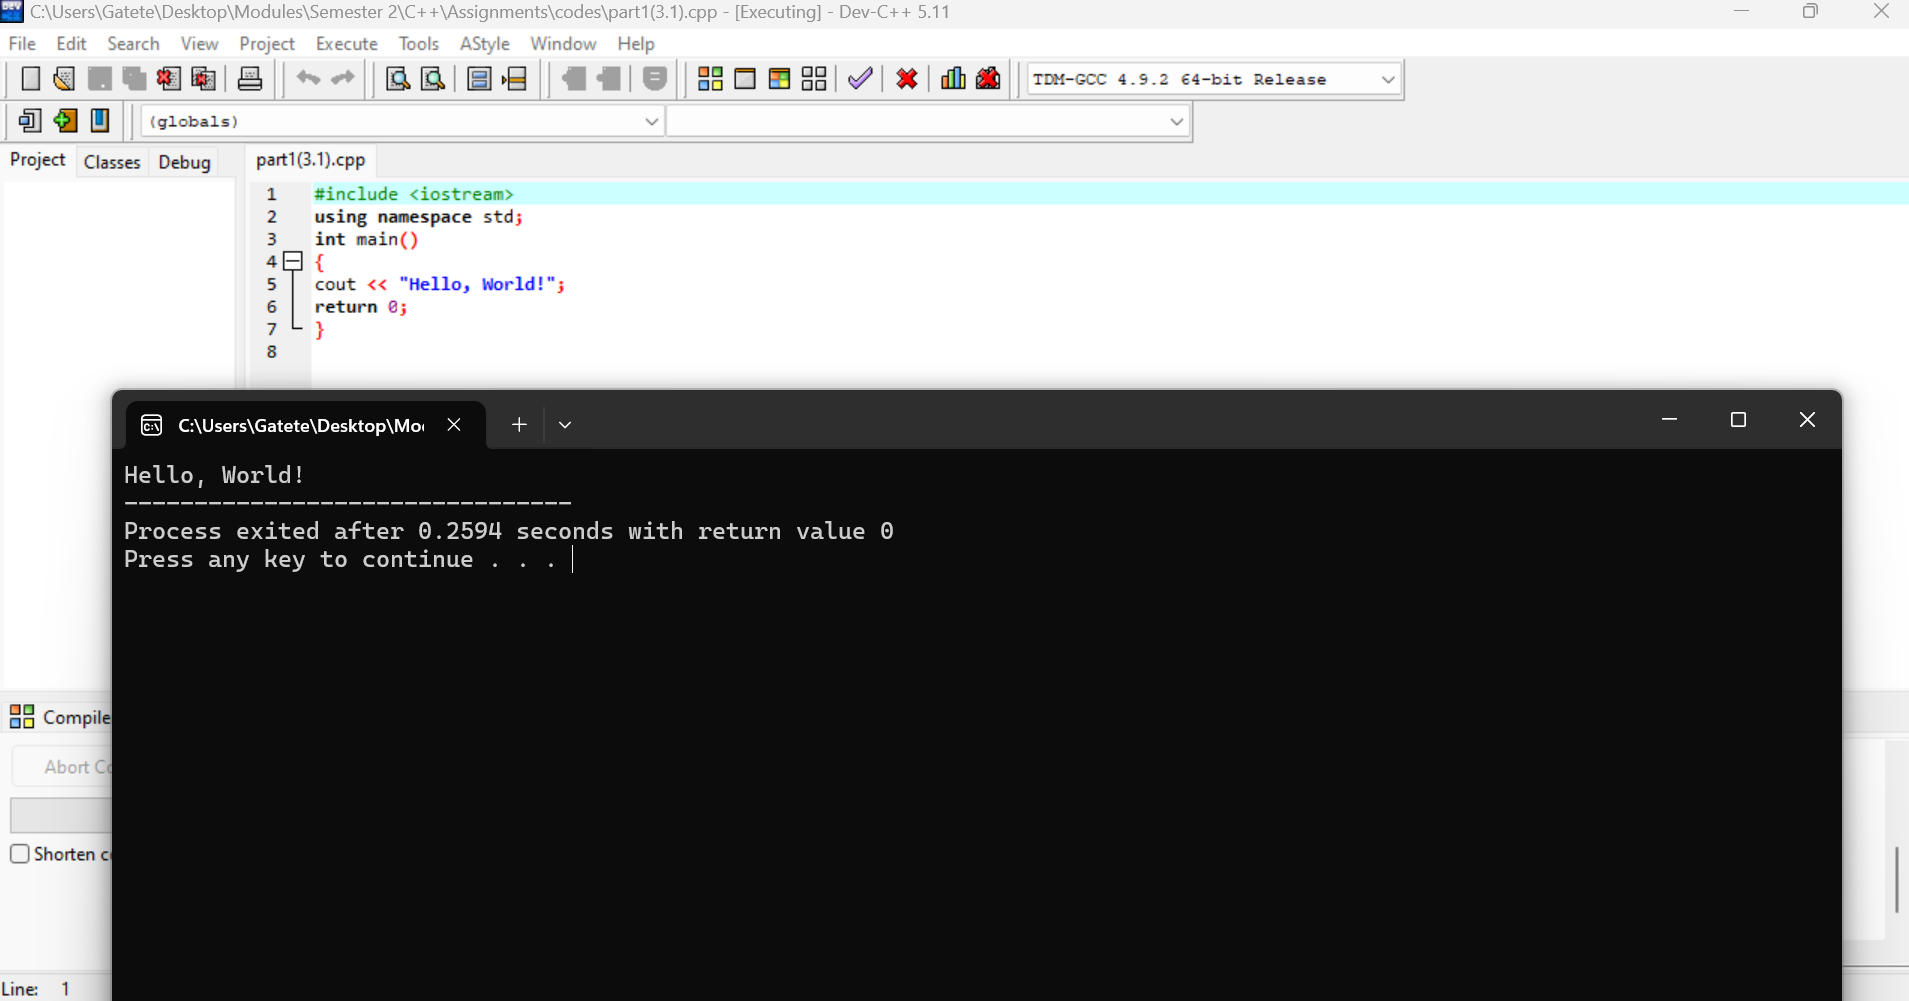 C:\Users\Gatete\Desktop\Modules\Semester 2\C++\Assignments\codes\part1(3.1).cpp - [Executing] - Dev-C++ 5.11
File Edit Search View Project Execute Tools AStyle Window Help
TDM-GCC 4.9.2 64-bit Release
(globals)
Project Classes Debug part1(3.1).cpp
1 #include <iostream>
2 using namespace std;
3 int main()
4 {
5 cout << "Hello, World!";
6 return 0;
7 }
8
C:\Users\Gatete\Desktop\Mo
Hello, World!
--------------------------------
Process exited after 0.2594 seconds with return value 0
Press any key to continue . . .
Compile
Abort
Shorten
Line: 1